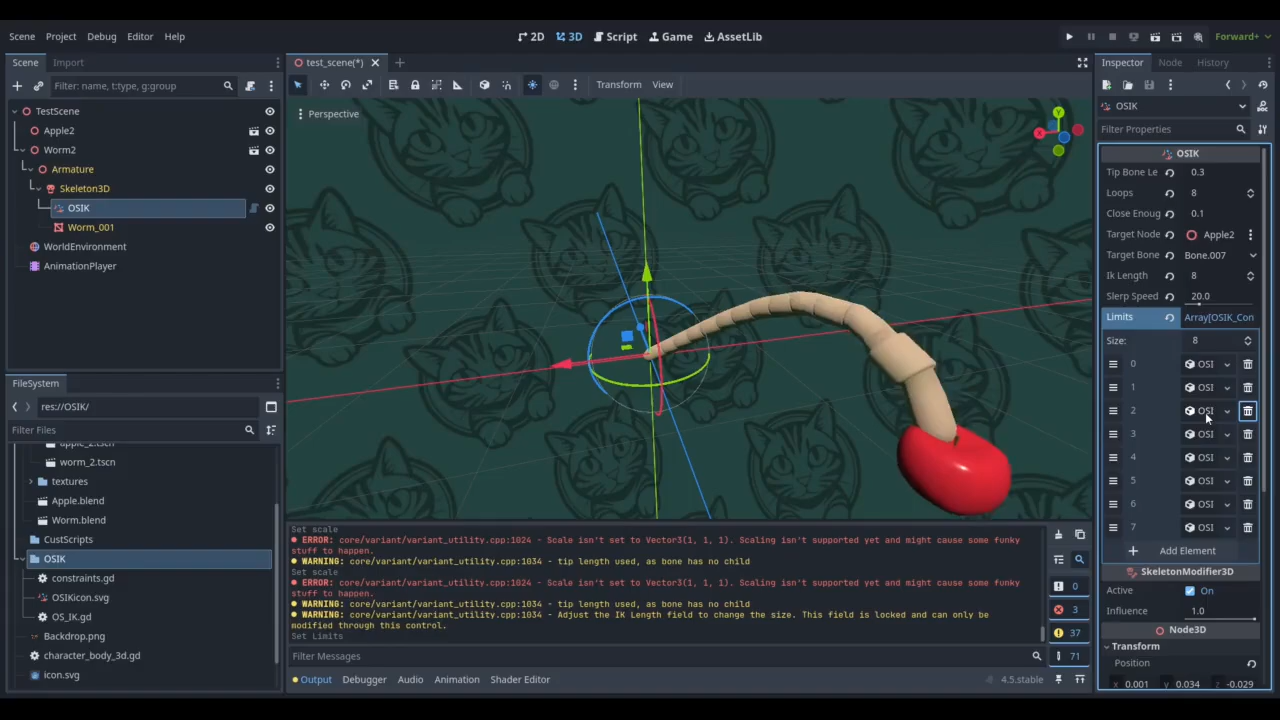 Scene Project Debug Editor Help
2D 3D Script Game AssetLib
Forward+
Scene Import
Filter: name, t:type, g:group
TestScene
Apple2
Worm2
Armature
Skeleton3D
OSIK
Worm_001
WorldEnvironment
AnimationPlayer
FileSystem
res://OSIK/
Filter Files
apple_2.tscn
worm_2.tscn
textures
Apple.blend
Worm.blend
CustScripts
OSIK
constraints.gd
OSIKicon.svg
OS_IK.gd
Backdrop.png
character_body_3d.gd
icon.svg
test_scene(*)
Transform View
Perspective
Y
X
Set scale
ERROR: core/variant/variant_utility.cpp:1024 - Scale isn't set to Vector3(1, 1, 1). Scaling isn't supported yet and might cause some funky
stuff to happen.
WARNING: core/variant/variant_utility.cpp:1034 - tip length used, as bone has no child
Set scale
ERROR: core/variant/variant_utility.cpp:1024 - Scale isn't set to Vector3(1, 1, 1). Scaling isn't supported yet and might cause some funky
stuff to happen.
WARNING: core/variant/variant_utility.cpp:1034 - tip length used, as bone has no child
WARNING: core/variant/variant_utility.cpp:1034 - Adjust the IK Length field to change the size. This field is locked and can only be
modified through this control.
Set Limits
0
3
37
71
Filter Messages
Output Debugger Audio Animation Shader Editor
4.5.stable
Inspector Node History
OSIK
Filter Properties
OSIK
Tip Bone Le 0.3
Loops 8
Close Enoug 0.1
Target Node Apple2
Target Bone Bone.007
Ik Length 8
Slerp Speed 20.0
Limits Array[OSIK_Con
Size: 8
0 OSI
1 OSI
2 OSI
3 OSI
4 OSI
5 OSI
6 OSI
7 OSI
Add Element
SkeletonModifier3D
Active On
Influence 1.0
Node3D
Transform
Position
x 0.001 y 0.034 z -0.029